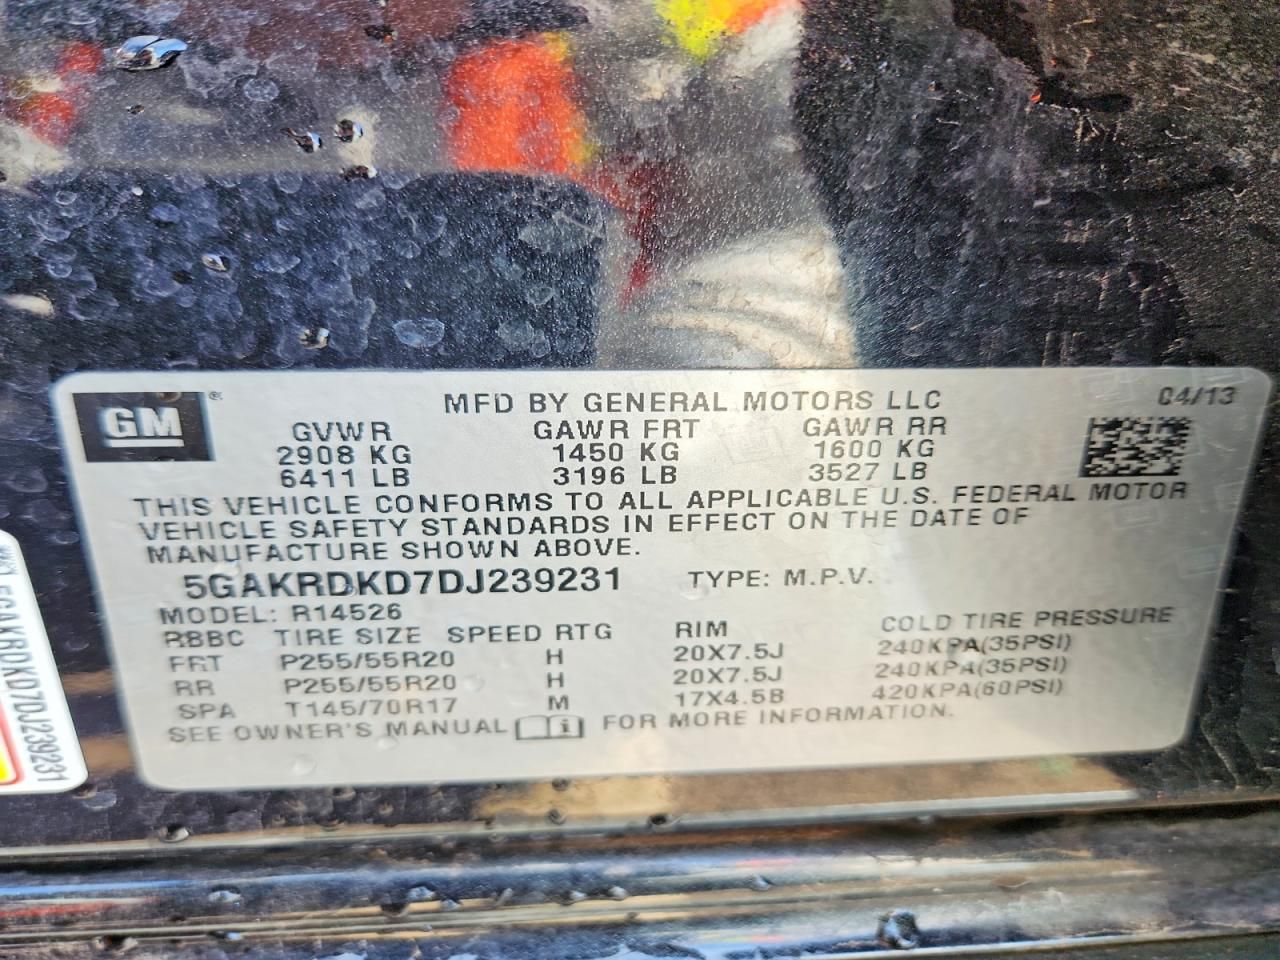 GM® MFD BY GENERAL MOTORS LLC 04/13
GVWR GAWR FRT GAWR RR
2908 KG 1450 KG 1600 KG
6411 LB 3196 LB 3527 LB
THIS VEHICLE CONFORMS TO ALL APPLICABLE U.S. FEDERAL MOTOR
VEHICLE SAFETY STANDARDS IN EFFECT ON THE DATE OF
MANUFACTURE SHOWN ABOVE.
5GAKRDKD7DJ239231 TYPE: M.P.V.
MODEL: R14526
RBBC TIRE SIZE SPEED RTG RIM COLD TIRE PRESSURE
FRT P255/55R20 H 20X7.5J 240KPA(35PSI)
RR P255/55R20 H 20X7.5J 240KPA(35PSI)
SPA T145/70R17 M 17X4.5B 420KPA(60PSI)
SEE OWNER'S MANUAL FOR MORE INFORMATION.
5GAKRDKD7DJ239231